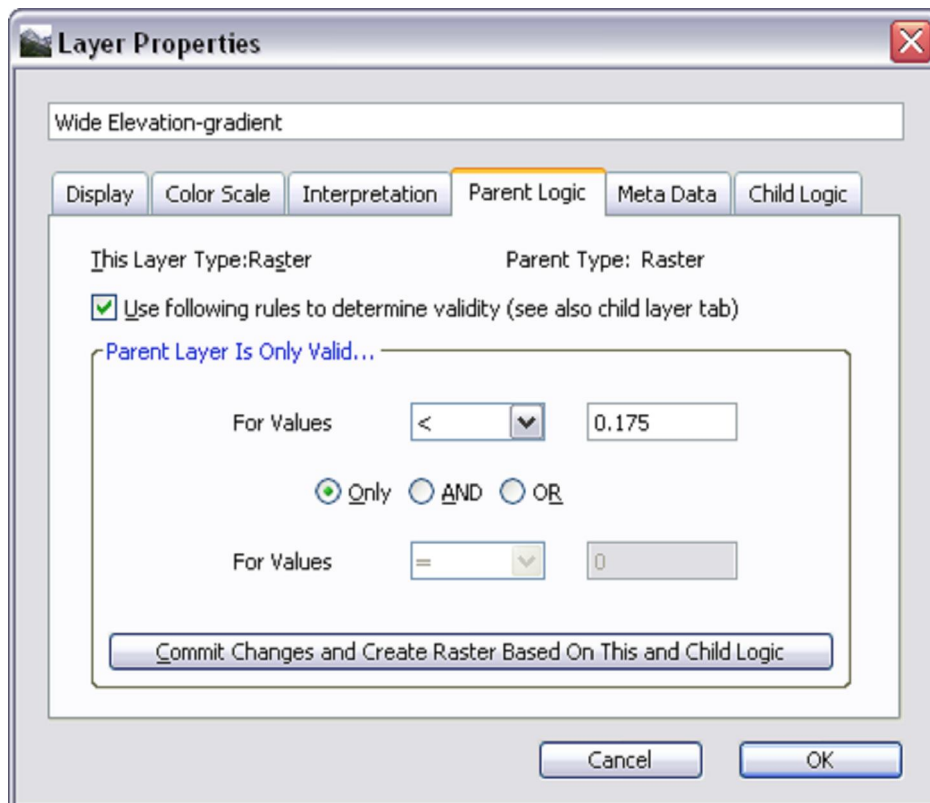 Layer Properties
Wide Elevation-gradient
Display Color Scale Interpretation Parent Logic Meta Data Child Logic
This Layer Type:Raster Parent Type: Raster
Use following rules to determine validity (see also child layer tab)
Parent Layer Is Only Valid...
For Values < 0.175
Only AND OR
For Values = 0
Commit Changes and Create Raster Based On This and Child Logic
Cancel OK